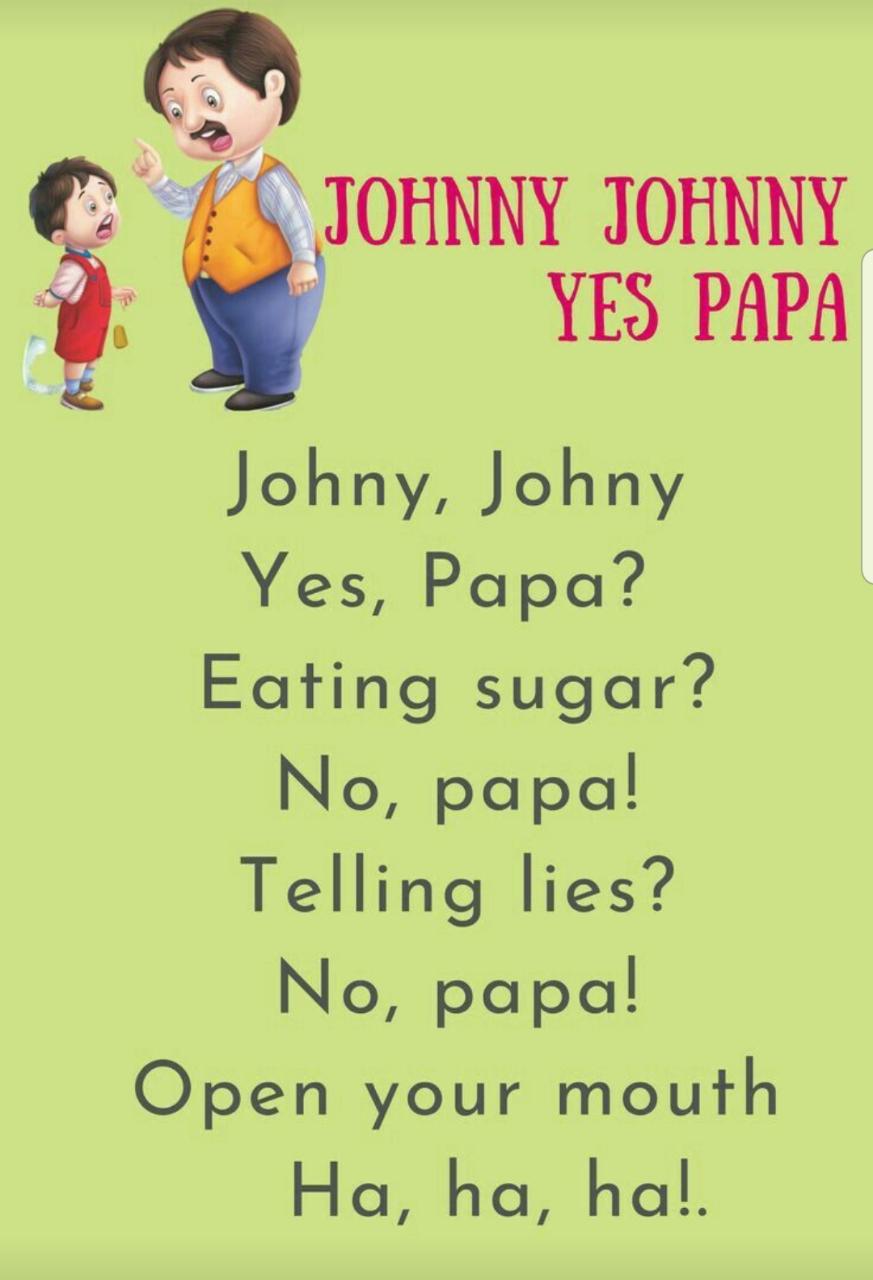 JOHNNY JOHNNY
YES PAPA
Johny, Johny
Yes, Papa?
Eating sugar?
No, papa!
Telling lies?
No, papa!
Open your mouth
Ha, ha, ha!.